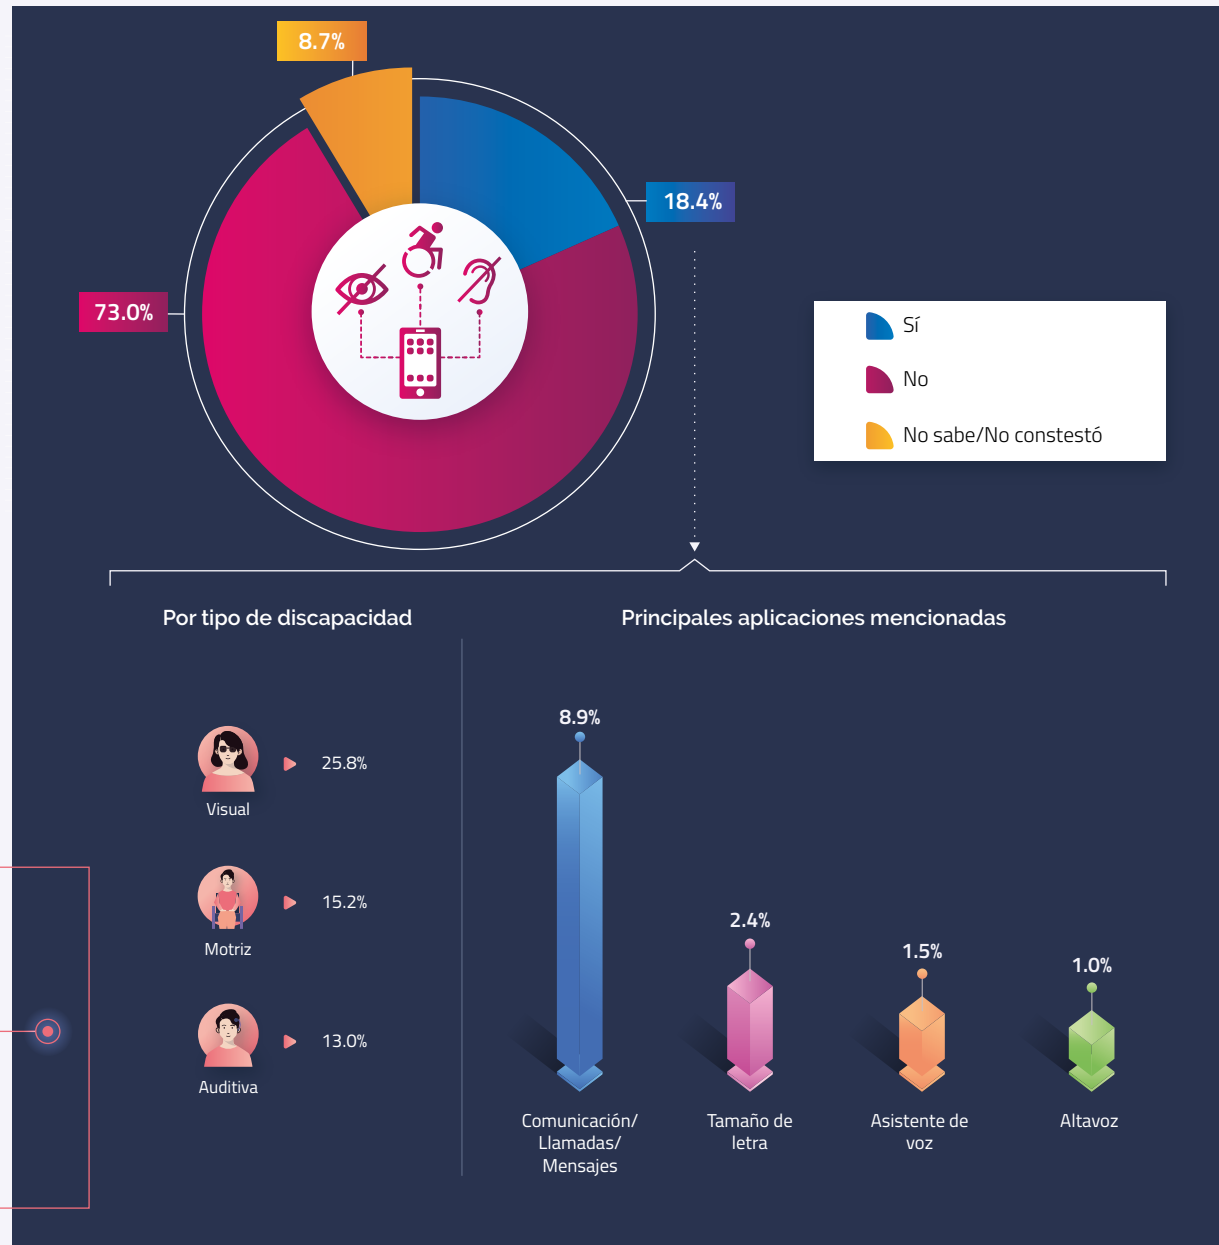 8.7%
18.4%
73.0%
Sí
No
No sabe/No constestó
Por tipo de discapacidad
Visual
25.8%
Motriz
15.2%
Auditiva
13.0%
Principales aplicaciones mencionadas
8.9%
2.4%
1.5%
1.0%
Comunicación/
Llamadas/
Mensajes
Tamaño de
letra
Asistente de
voz
Altavoz